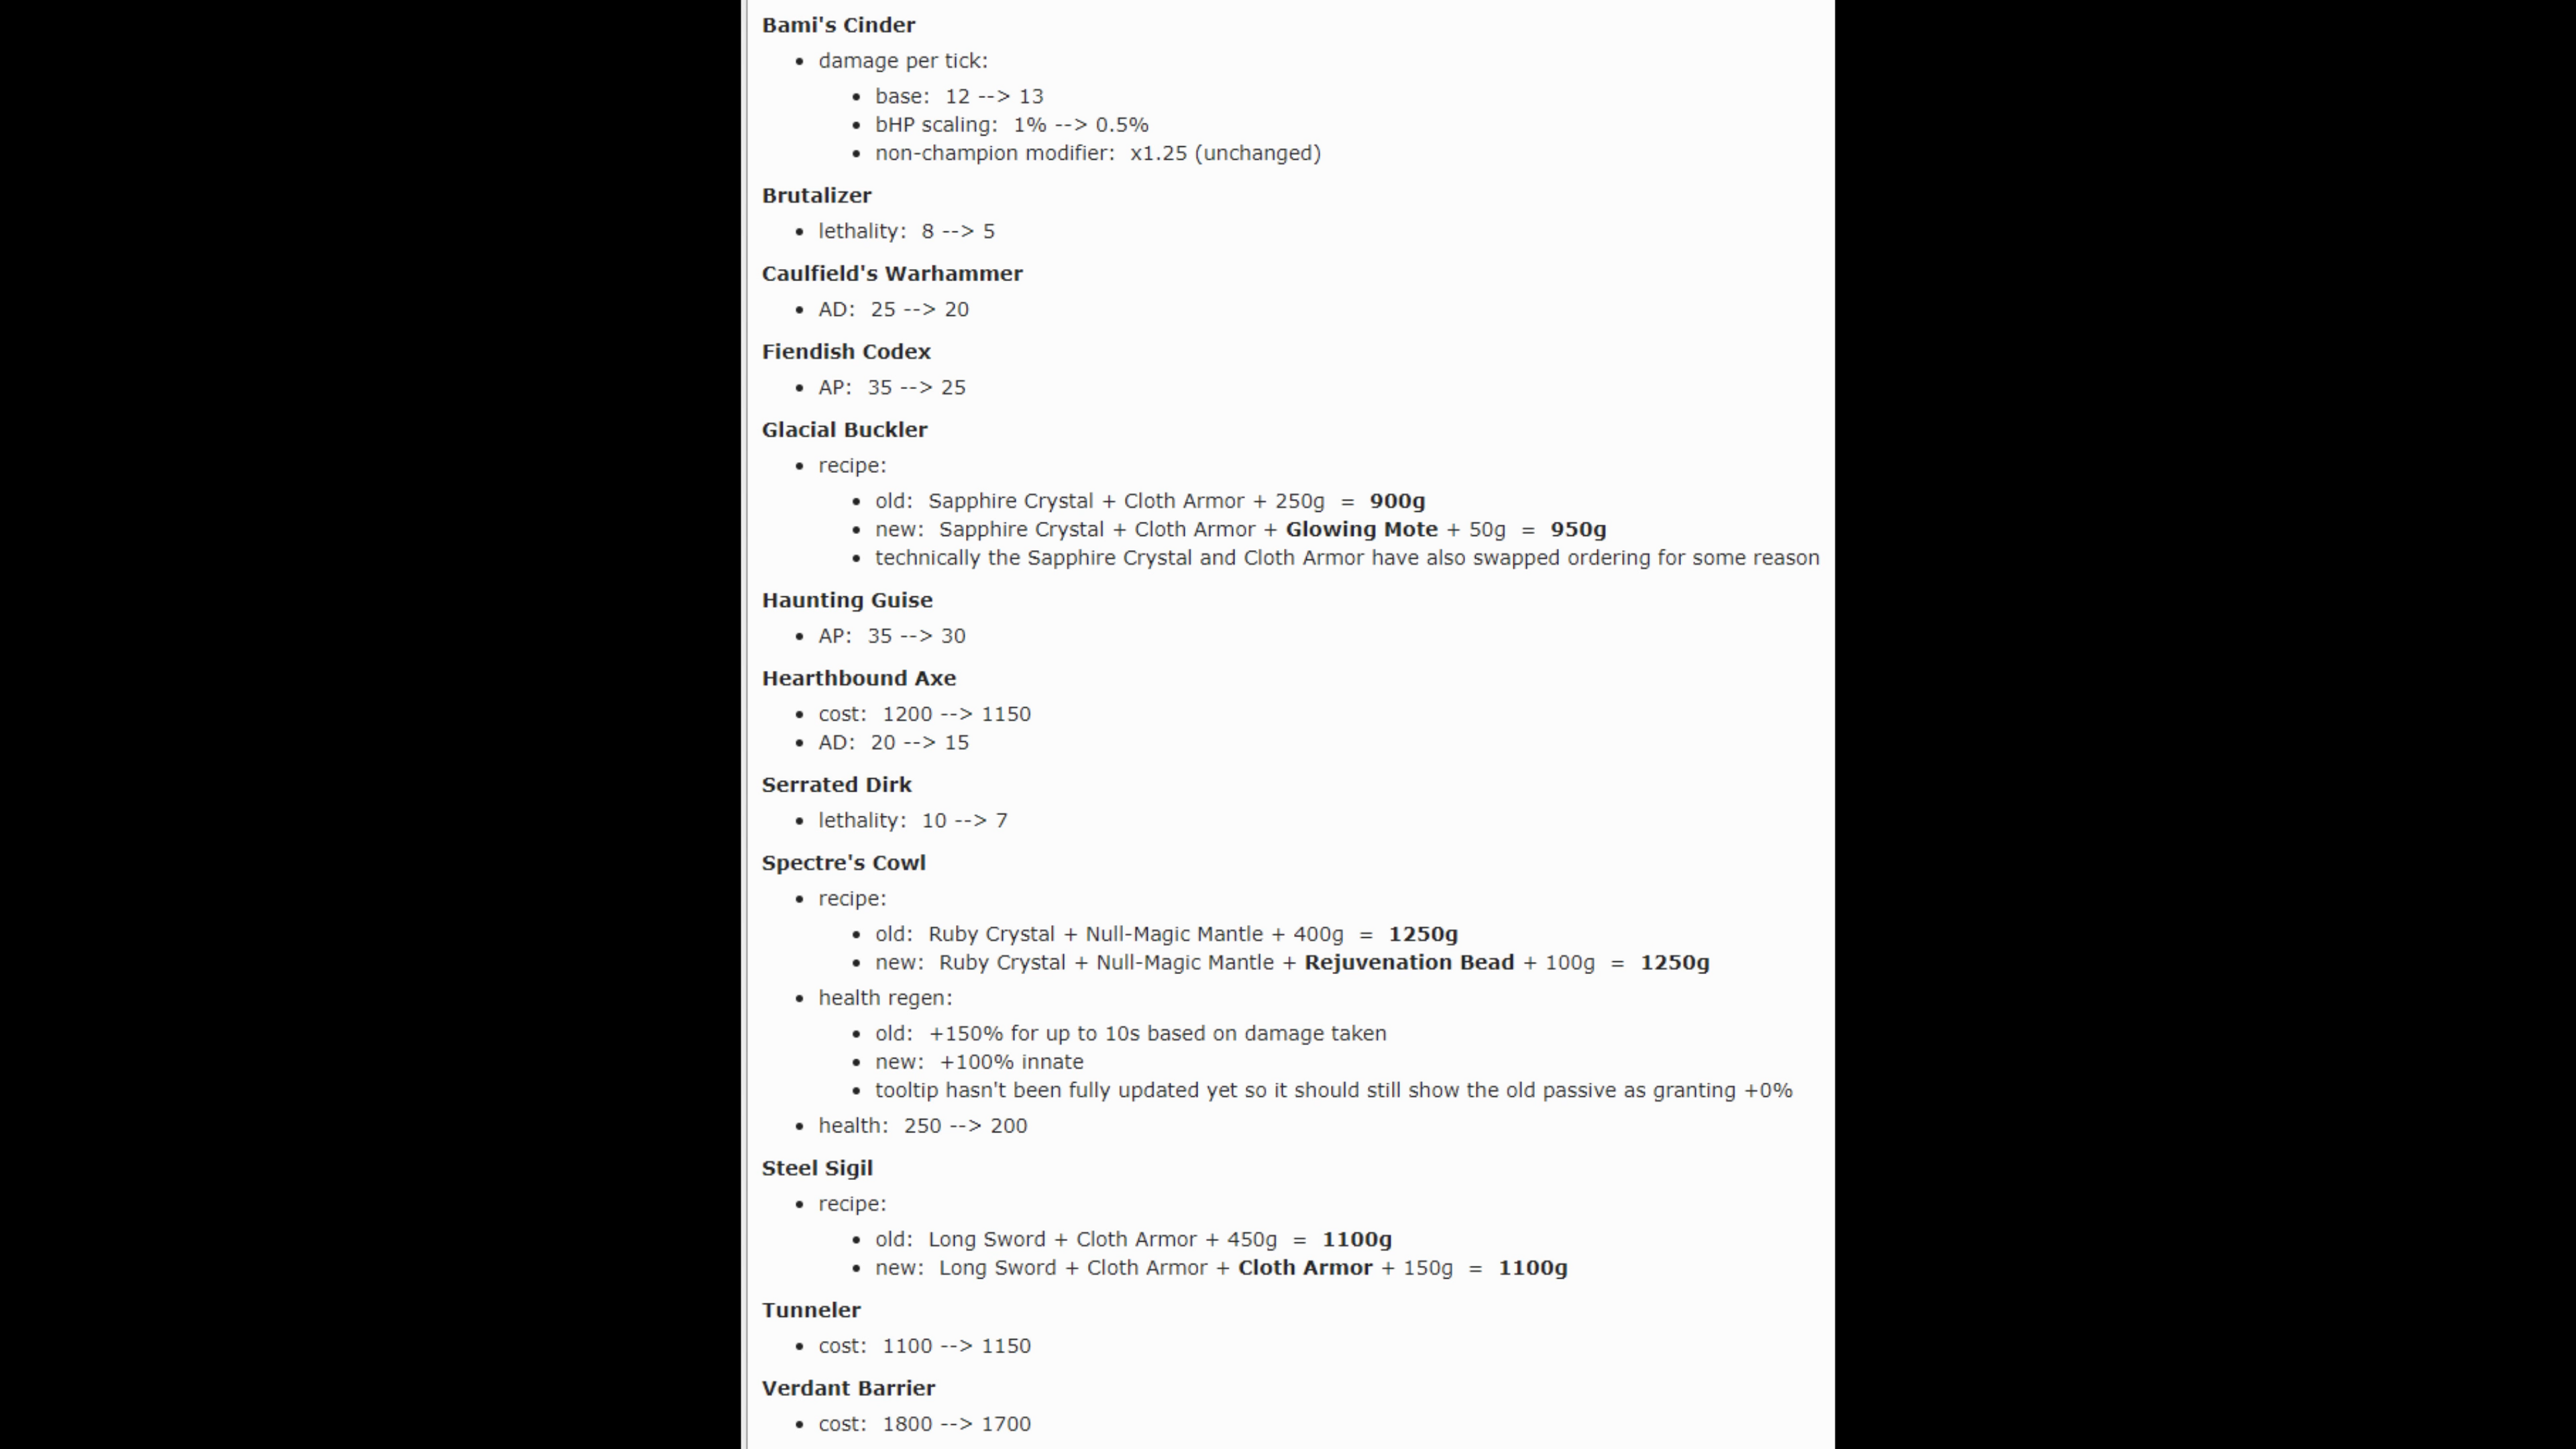 Bami's Cinder
• damage per tick:
• base:  12 --> 13
• bHP scaling:  1% --> 0.5%
• non-champion modifier:  x1.25 (unchanged)
Brutalizer
• lethality:  8 --> 5
Caulfield's Warhammer
• AD:  25 --> 20
Fiendish Codex
• AP:  35 --> 25
Glacial Buckler
• recipe:
• old:  Sapphire Crystal + Cloth Armor + 250g  =  900g
• new:  Sapphire Crystal + Cloth Armor + Glowing Mote + 50g  =  950g
• technically the Sapphire Crystal and Cloth Armor have also swapped ordering for some reason
Haunting Guise
• AP:  35 --> 30
Hearthbound Axe
• cost:  1200 --> 1150
• AD:  20 --> 15
Serrated Dirk
• lethality:  10 --> 7
Spectre's Cowl
• recipe:
• old:  Ruby Crystal + Null-Magic Mantle + 400g  =  1250g
• new:  Ruby Crystal + Null-Magic Mantle + Rejuvenation Bead + 100g  =  1250g
• health regen:
• old:  +150% for up to 10s based on damage taken
• new:  +100% innate
• tooltip hasn't been fully updated yet so it should still show the old passive as granting +0%
• health:  250 --> 200
Steel Sigil
• recipe:
• old:  Long Sword + Cloth Armor + 450g  =  1100g
• new:  Long Sword + Cloth Armor + Cloth Armor + 150g  =  1100g
Tunneler
• cost:  1100 --> 1150
Verdant Barrier
• cost:  1800 --> 1700